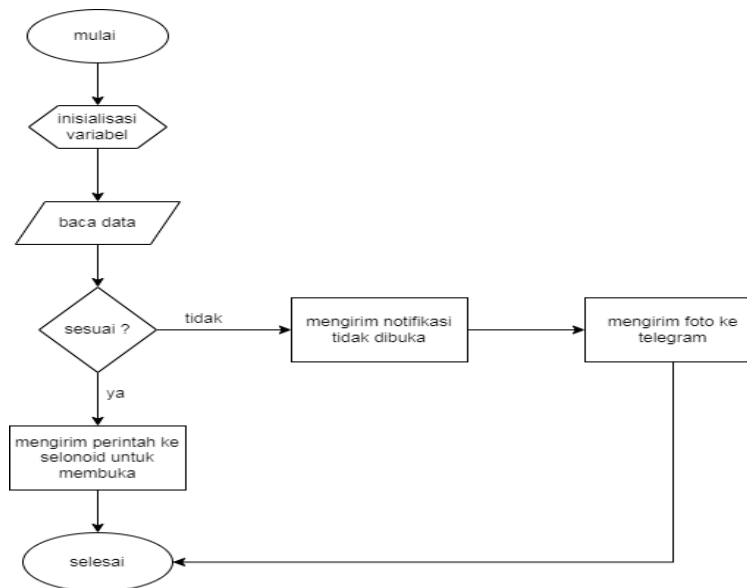 mulai
inisialisasi
variabel
baca data
sesuai ?
tidak
mengirim notifikasi
tidak dibuka
mengirim foto ke
telegram
ya
mengirim perintah ke
selonoid untuk
membuka
selesai